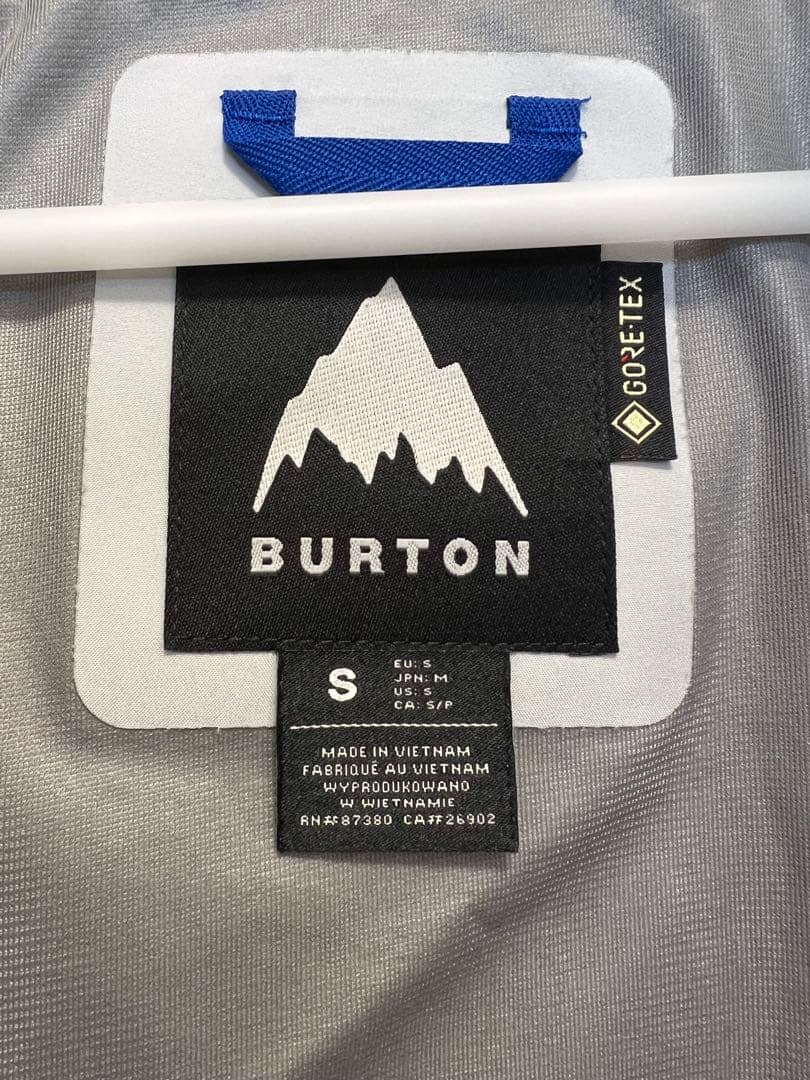 GORE-TEX
BURTON
S
EU: S
JPN: M
US: S
CA: S/P
MADE IN VIETNAM
FABRIQUÉ AU VIETNAM
WYPRODUKOWANO
W WIETNAMIE
RN#87380 CA#26902